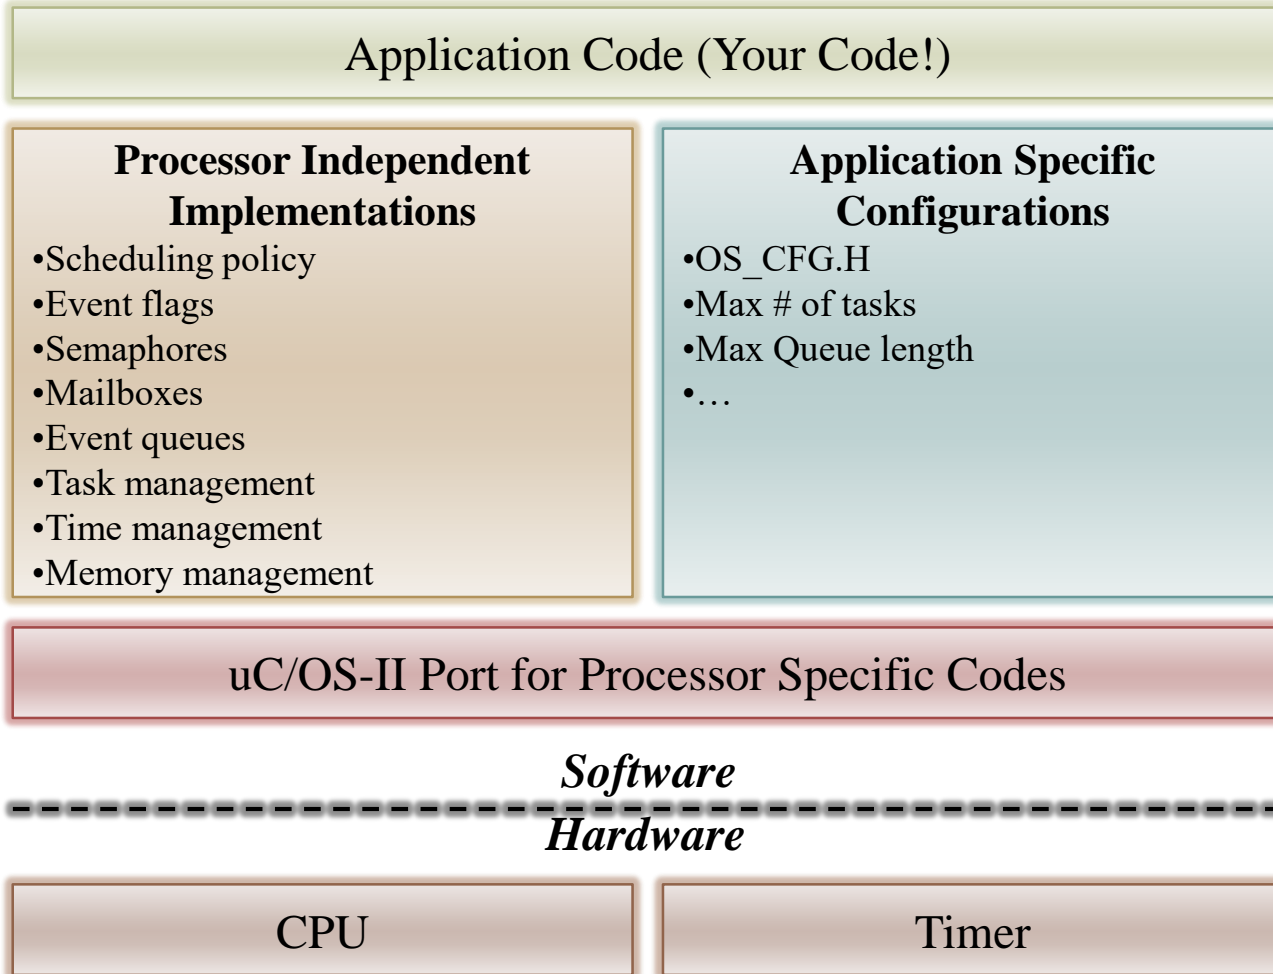 Application Code (Your Code!)
Processor Independent
Implementations
•Scheduling policy
•Event flags
•Semaphores
•Mailboxes
•Event queues
•Task management
•Time management
•Memory management
Application Specific
Configurations
•OS_CFG.H
•Max # of tasks
•Max Queue length
•…
uC/OS-II Port for Processor Specific Codes
Software
Hardware
CPU
Timer